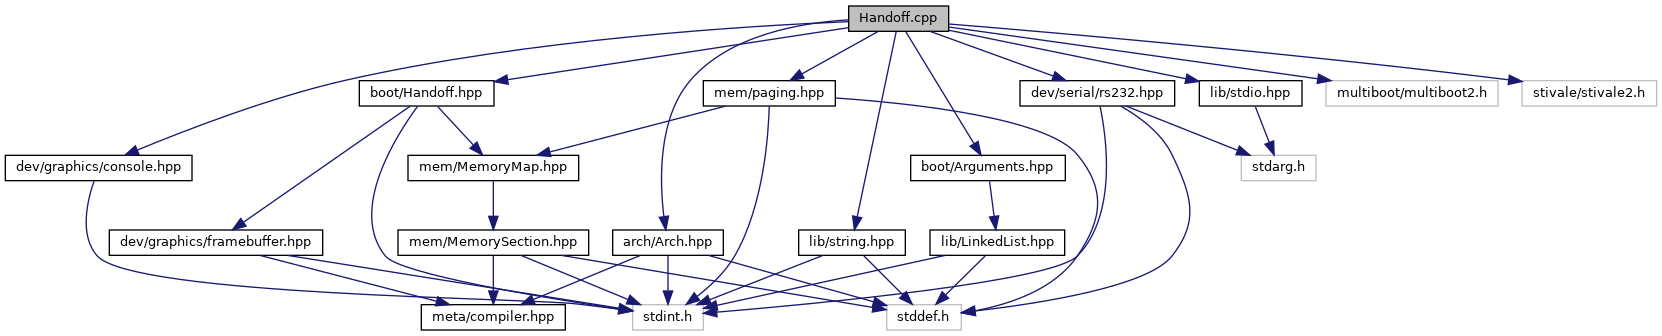 Handoff.cpp
boot/Handoff.hpp
mem/paging.hpp
dev/serial/rs232.hpp
lib/stdio.hpp
multiboot/multiboot2.h
stivale/stivale2.h
dev/graphics/console.hpp
mem/MemoryMap.hpp
boot/Arguments.hpp
stdarg.h
dev/graphics/framebuffer.hpp
mem/MemorySection.hpp
arch/Arch.hpp
lib/string.hpp
lib/LinkedList.hpp
meta/compiler.hpp
stdint.h
stddef.h